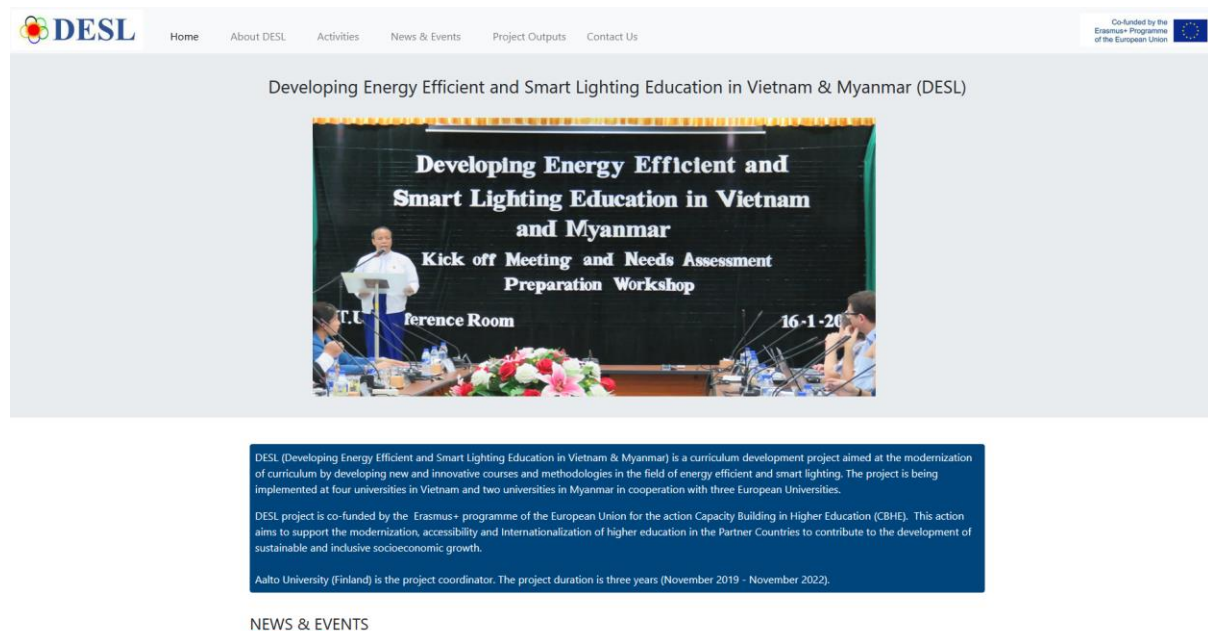 DESL
Home About DESL Activities News & Events Project Outputs Contact Us
Co-funded by the
Erasmus+ Programme
of the European Union
Developing Energy Efficient and Smart Lighting Education in Vietnam & Myanmar (DESL)
Developing Energy Efficient and
Smart Lighting Education in Vietnam
and Myanmar
Kick off Meeting and Needs Assessment
Preparation Workshop
Room
16-1-20
DESL (Developing Energy Efficient and Smart Lighting Education in Vietnam & Myanmar) is a curriculum development project aimed at the modernization
of curriculum by developing new and innovative courses and methodologies in the field of energy efficient and smart lighting. The project is being
implemented at four universities in Vietnam and two universities in Myanmar in cooperation with three European Universities.
DESL project is co-funded by the Erasmus+ programme of the European Union for the action Capacity Building in Higher Education (CBHE). This action
aims to support the modernization, accessibility and Internationalization of higher education in the Partner Countries to contribute to the development of
sustainable and inclusive socioeconomic growth.
Aalto University (Finland) is the project coordinator. The project duration is three years (November 2019 - November 2022).
NEWS & EVENTS